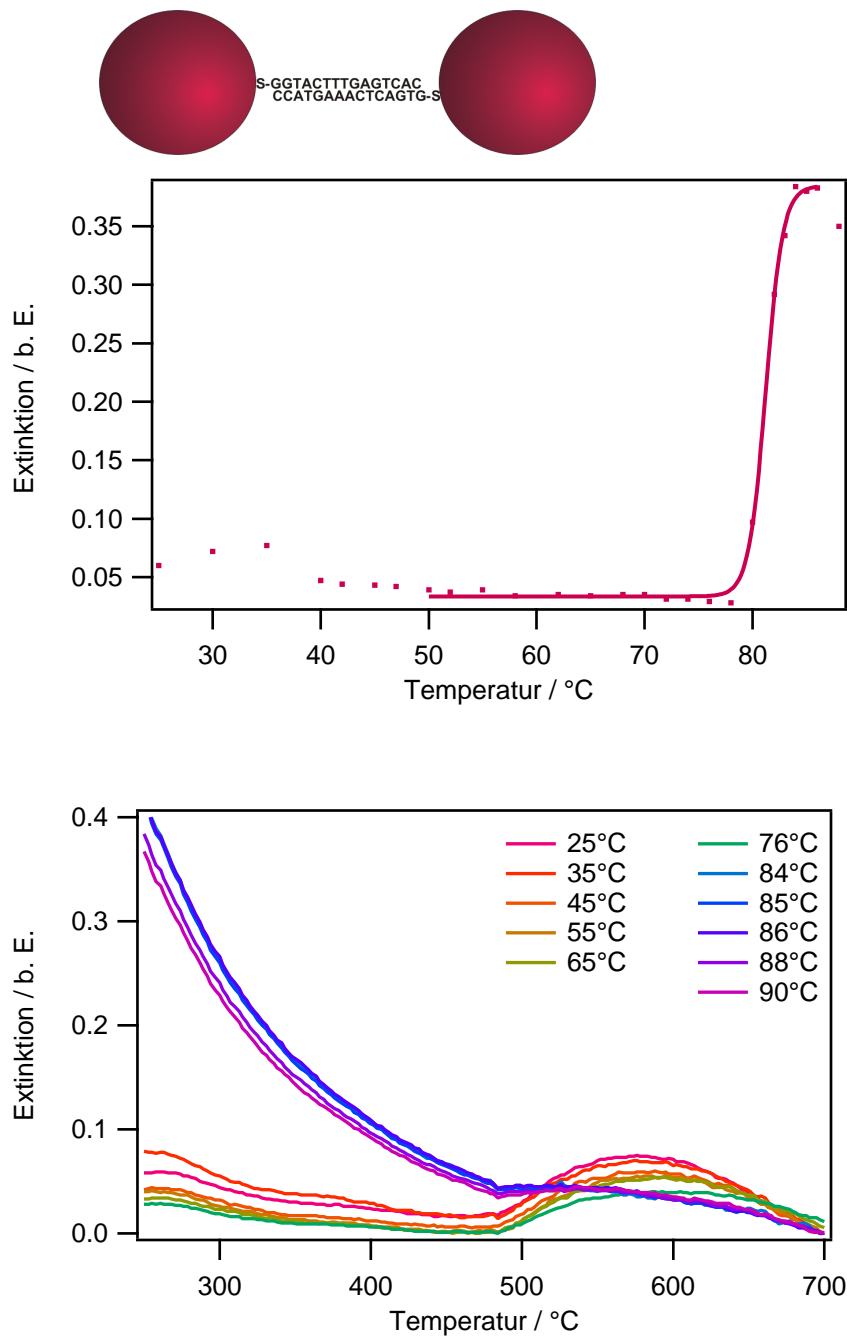 S-GGTACTTTGAGTCAC
CCATGAAACTCAGTG-S
0.35
0.30
0.25
0.20
0.15
0.10
0.05
Extinktion / b. E.
30 40 50 60 70 80
Temperatur / °C
0.4
0.3
0.2
0.1
0.0
Extinktion / b. E.
25°C 76°C
35°C 84°C
45°C 85°C
55°C 86°C
65°C 88°C
90°C
300 400 500 600 700
Temperatur / °C